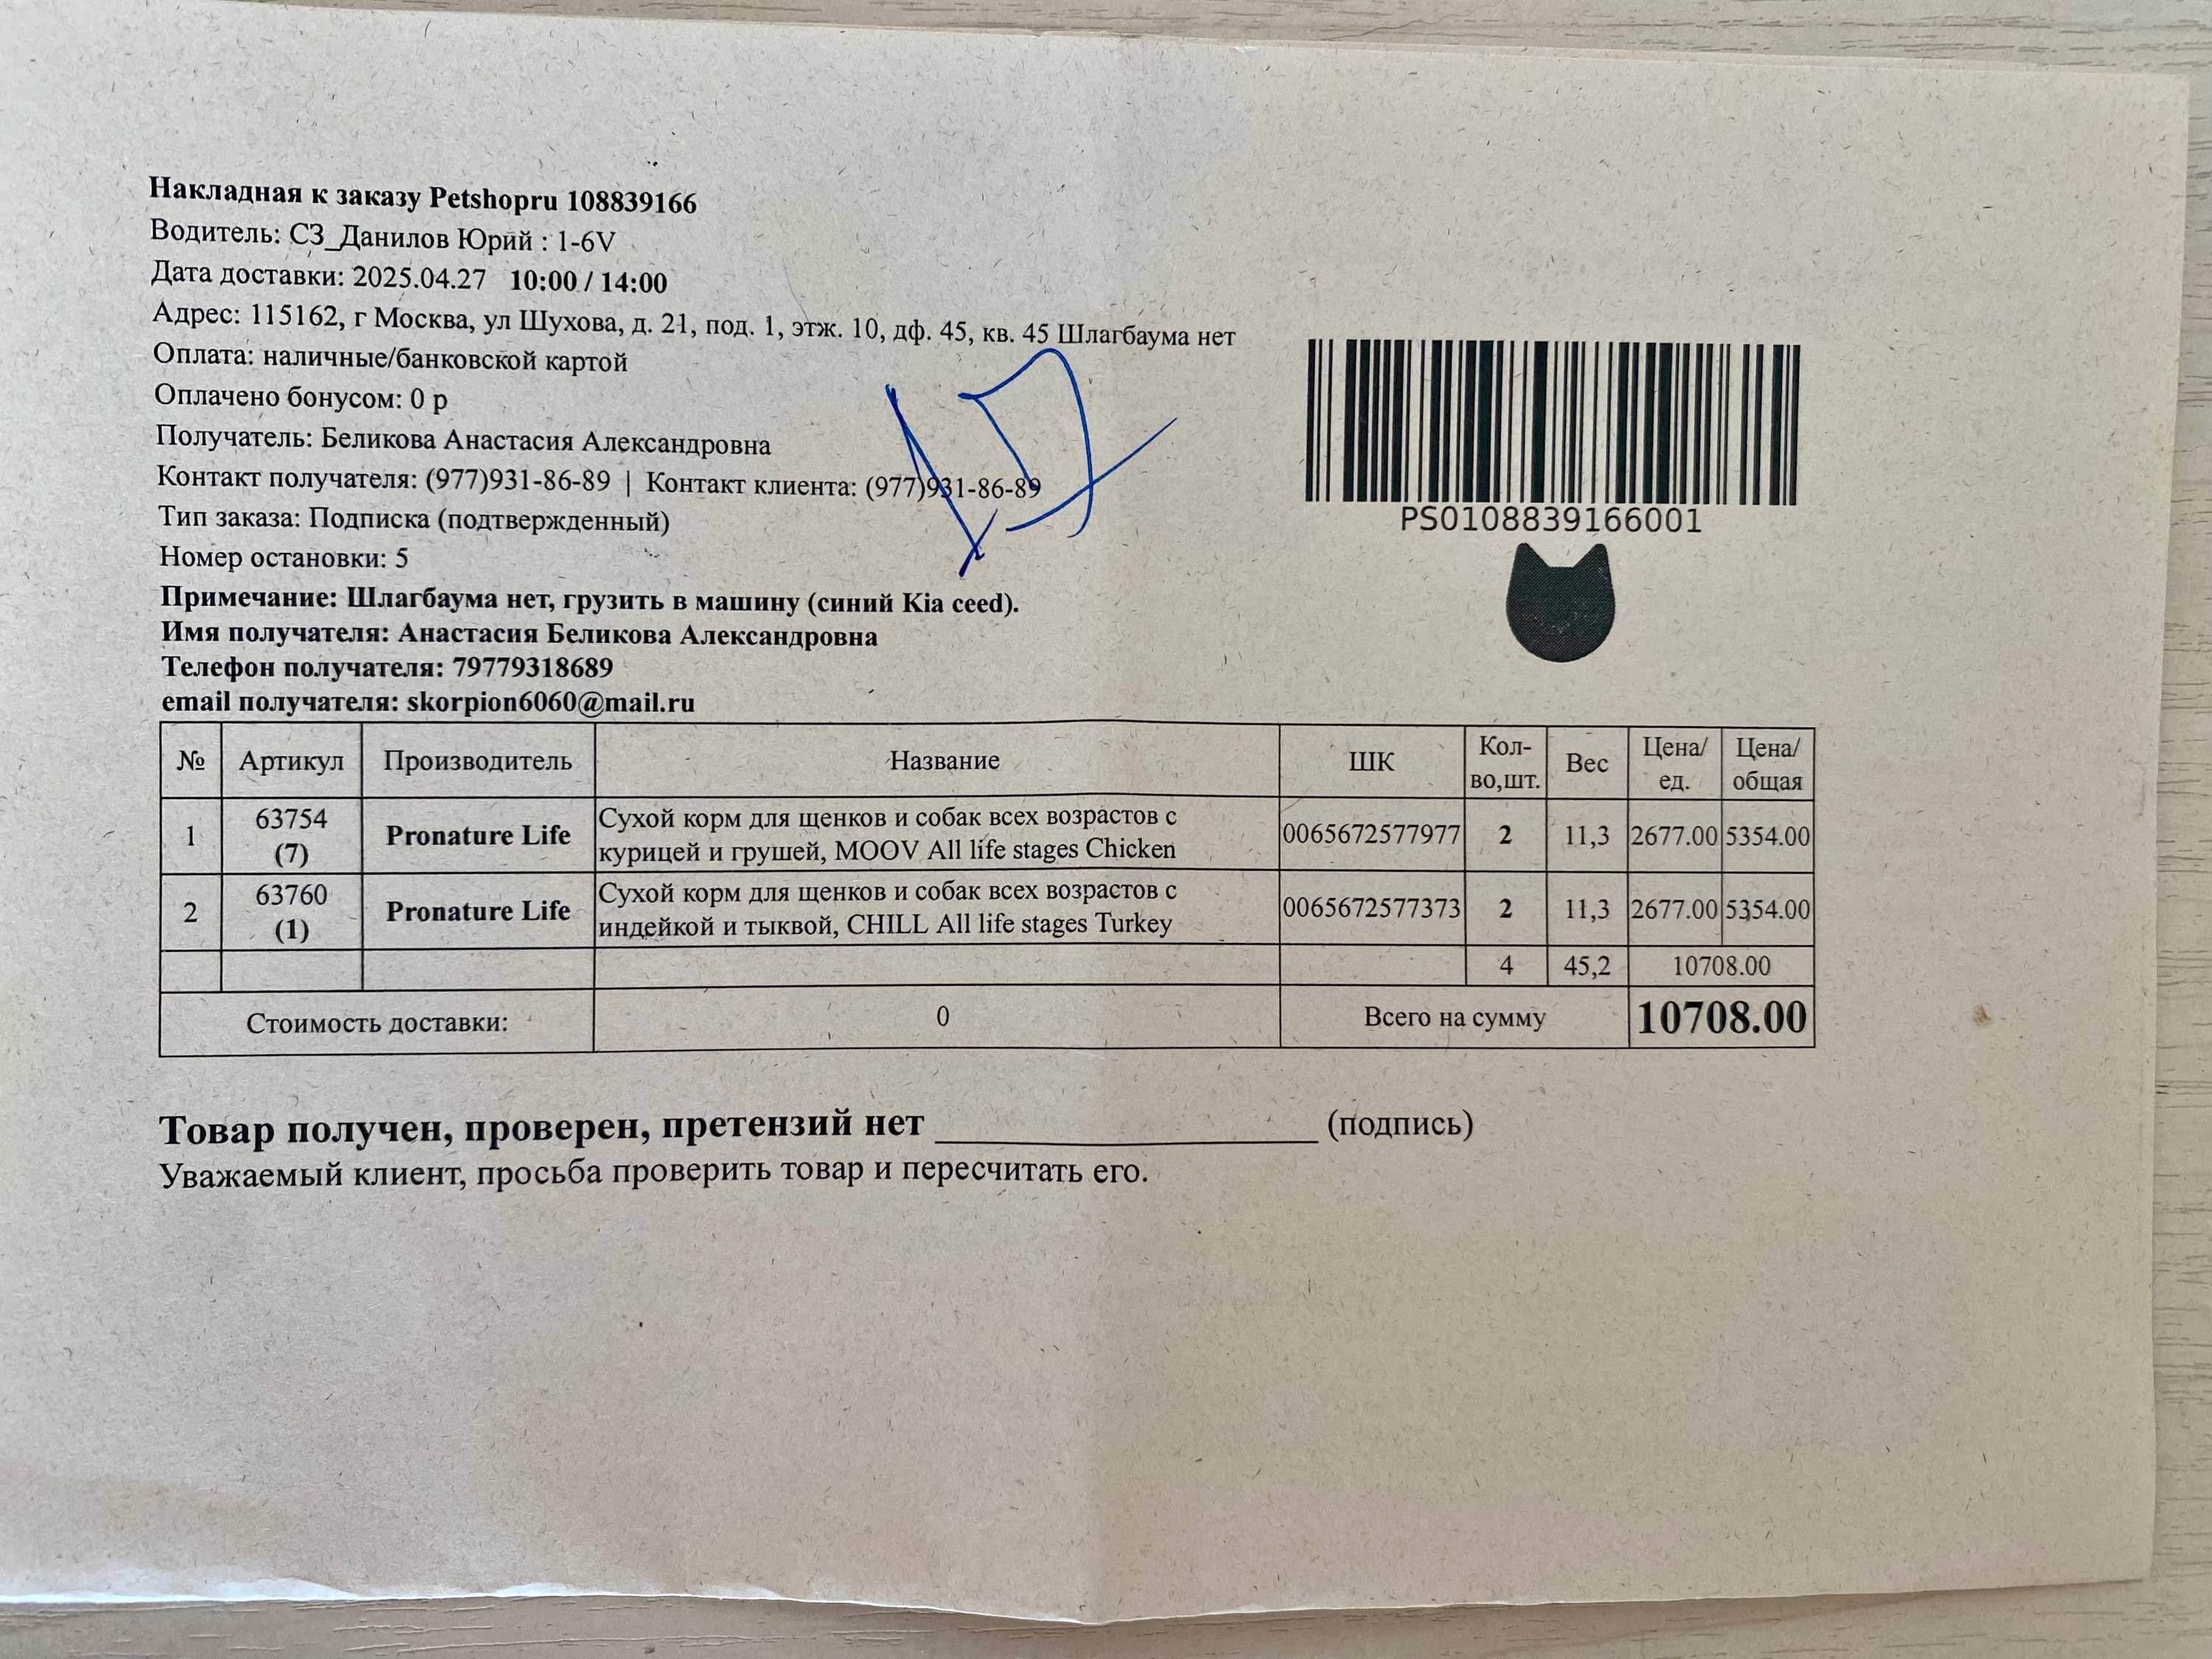 Накладная к заказу Petshopru 108839166
Водитель: СЗ_Данилов Юрий : 1-6V
Дата доставки: 2025.04.27 10:00 / 14:00
Адрес: 115162, г Москва, ул Шухова, д. 21, под. 1, этж. 10, дф. 45, кв. 45 Шлагбаума нет
Оплата: наличные/банковской картой
Оплачено бонусом: 0 р
Получатель: Беликова Анастасия Александровна
Контакт получателя: (977)931-86-89 | Контакт клиента: (977)931-86-89
Тип заказа: Подписка (подтвержденный)
Номер остановки: 5
Примечание: Шлагбаума нет, грузить в машину (синий Kia ceed).
Имя получателя: Анастасия Беликова Александровна
Телефон получателя: 79779318689
email получателя: skorpion6060@mail.ru
PS0108839166001
№ Артикул Производитель Название ШК Кол-во,шт. Вес Цена/ед. Цена/общая
1 63754 (7) Pronature Life Сухой корм для щенков и собак всех возрастов с курицей и грушей, MOOV All life stages Chicken 0065672577977 2 11,3 2677.00 5354.00
2 63760 (1) Pronature Life Сухой корм для щенков и собак всех возрастов с индейкой и тыквой, CHILL All life stages Turkey 0065672577373 2 11,3 2677.00 5354.00
4 45,2 10708.00
Стоимость доставки: 0 Всего на сумму 10708.00
Товар получен, проверен, претензий нет (подпись)
Уважаемый клиент, просьба проверить товар и пересчитать его.